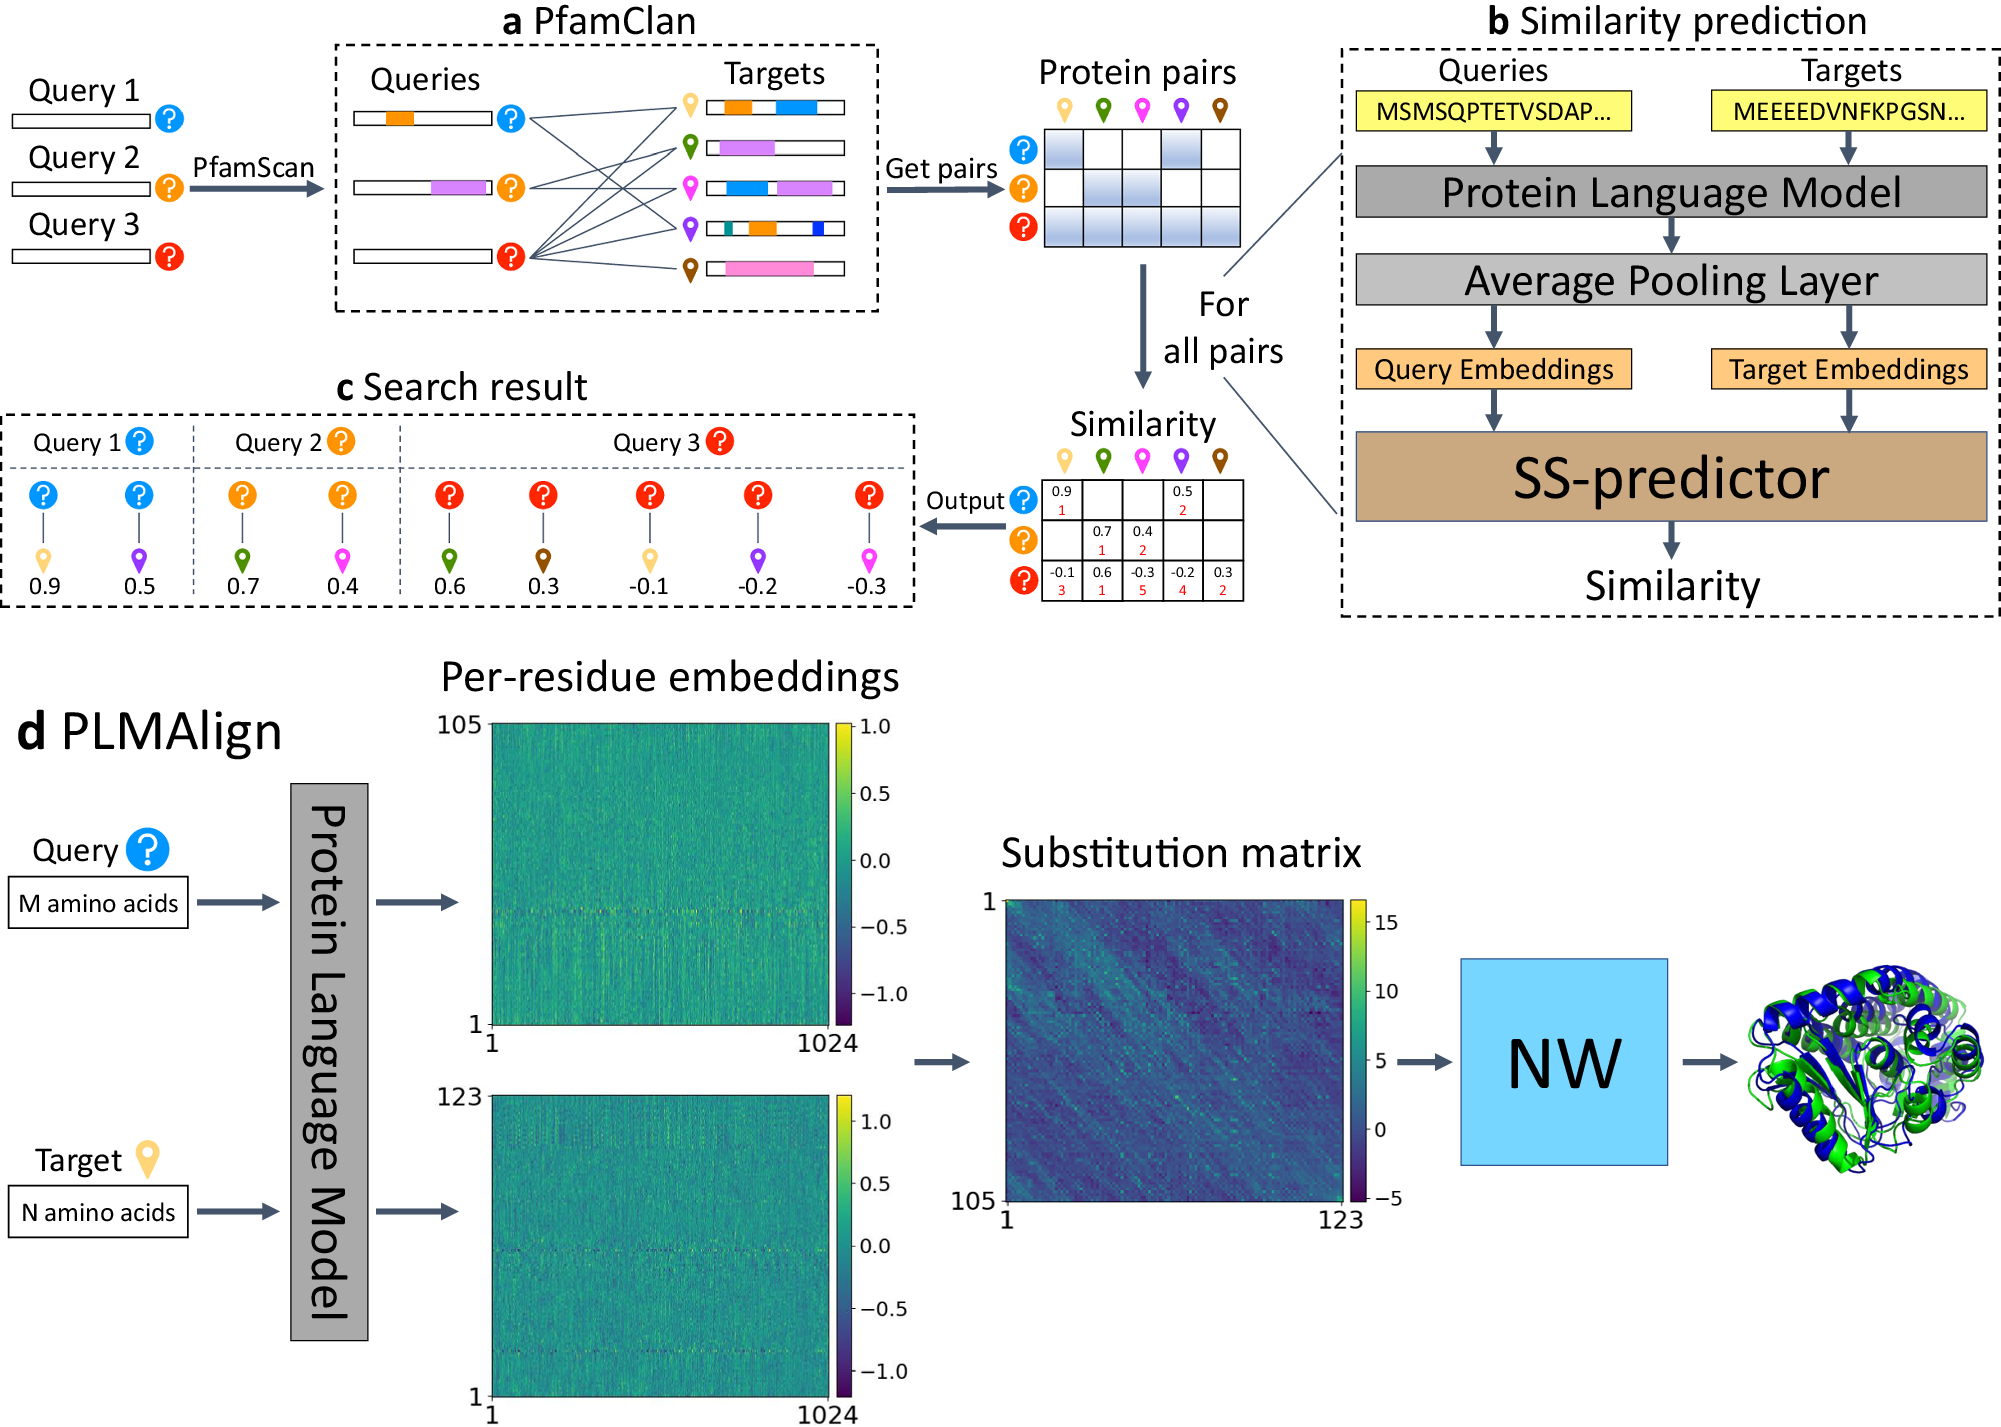 a PfamClan
Query 1
?
Query 2
?
Query 3
?
PfamScan
Queries
?
?
?
Targets
Get pairs
Protein pairs
?
?
?
For
all pairs
b Similarity prediction
Queries
Targets
MSMSQPTETVSDAP...
MEEEEDVNFKPGSN...
Protein Language Model
Average Pooling Layer
Query Embeddings
Target Embeddings
SS-predictor
Similarity
Similarity
? 0.9 0.5
1 2
? 0.7 0.4
1 2
? -0.1 0.6 -0.3 -0.2 0.3
3 1 5 4 2
Output
c Search result
Query 1 ? Query 2 ? Query 3 ?
? ? ? ? ? ? ? ? ?
0.9 0.5 0.7 0.4 0.6 0.3 -0.1 -0.2 -0.3
d PLMAlign
Query ?
M amino acids
Target
N amino acids
Protein Language Model
Per-residue embeddings
105
1
1 1024
1.0
0.5
0.0
−0.5
−1.0
123
1
1 1024
1.0
0.5
0.0
−0.5
−1.0
Substitution matrix
1
105
1 123
15
10
5
0
−5
NW